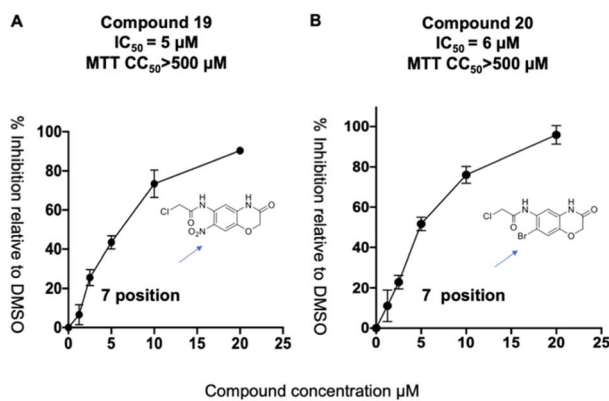 A
Compound 19
IC50 = 5 µM
MTT CC50>500 µM
% Inhibition relative to DMSO
100
80
60
40
20
0
0 5 10 15 20 25
Cl
O
H
N
NO2
H
N
O
O
7 position
B
Compound 20
IC50 = 6 µM
MTT CC50>500 µM
% Inhibition relative to DMSO
100
80
60
40
20
0
0 5 10 15 20 25
Cl
O
H
N
Br
H
N
O
O
7 position
Compound concentration µM